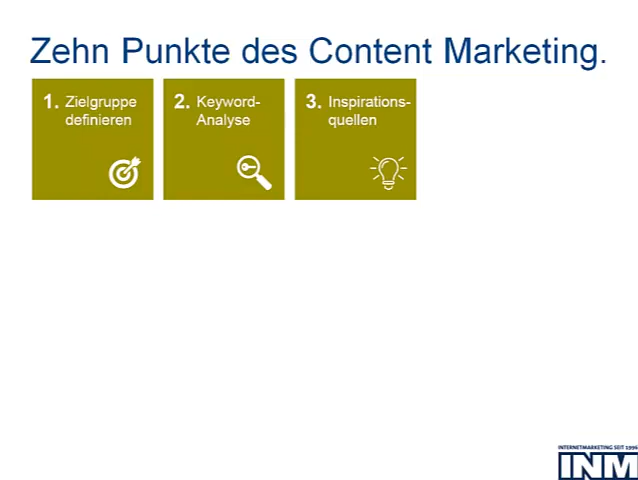 Zehn Punkte des Content Marketing.
1. Zielgruppe
definieren
2. Keyword-
Analyse
3. Inspirations-
quellen
INTERNETMARKETING SEIT 1996
INM